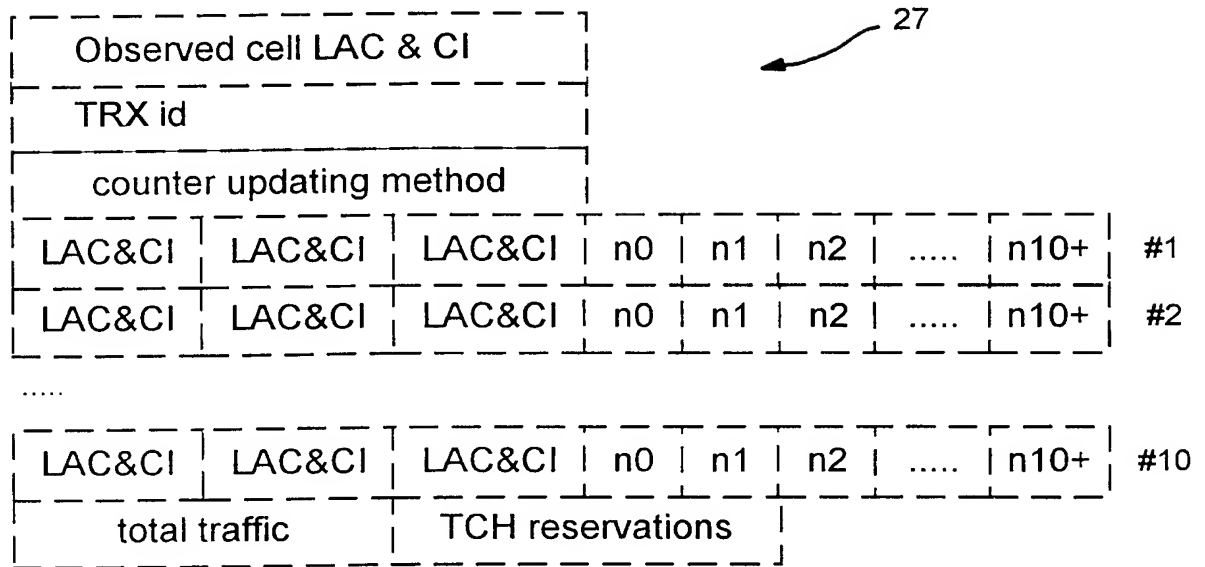 27
Observed cell LAC & CI
TRX id
counter updating method
LAC&CI LAC&CI LAC&CI n0 n1 n2 ..... n10+ #1
LAC&CI LAC&CI LAC&CI n0 n1 n2 ..... n10+ #2
.....
LAC&CI LAC&CI LAC&CI n0 n1 n2 ..... n10+ #10
total traffic TCH reservations